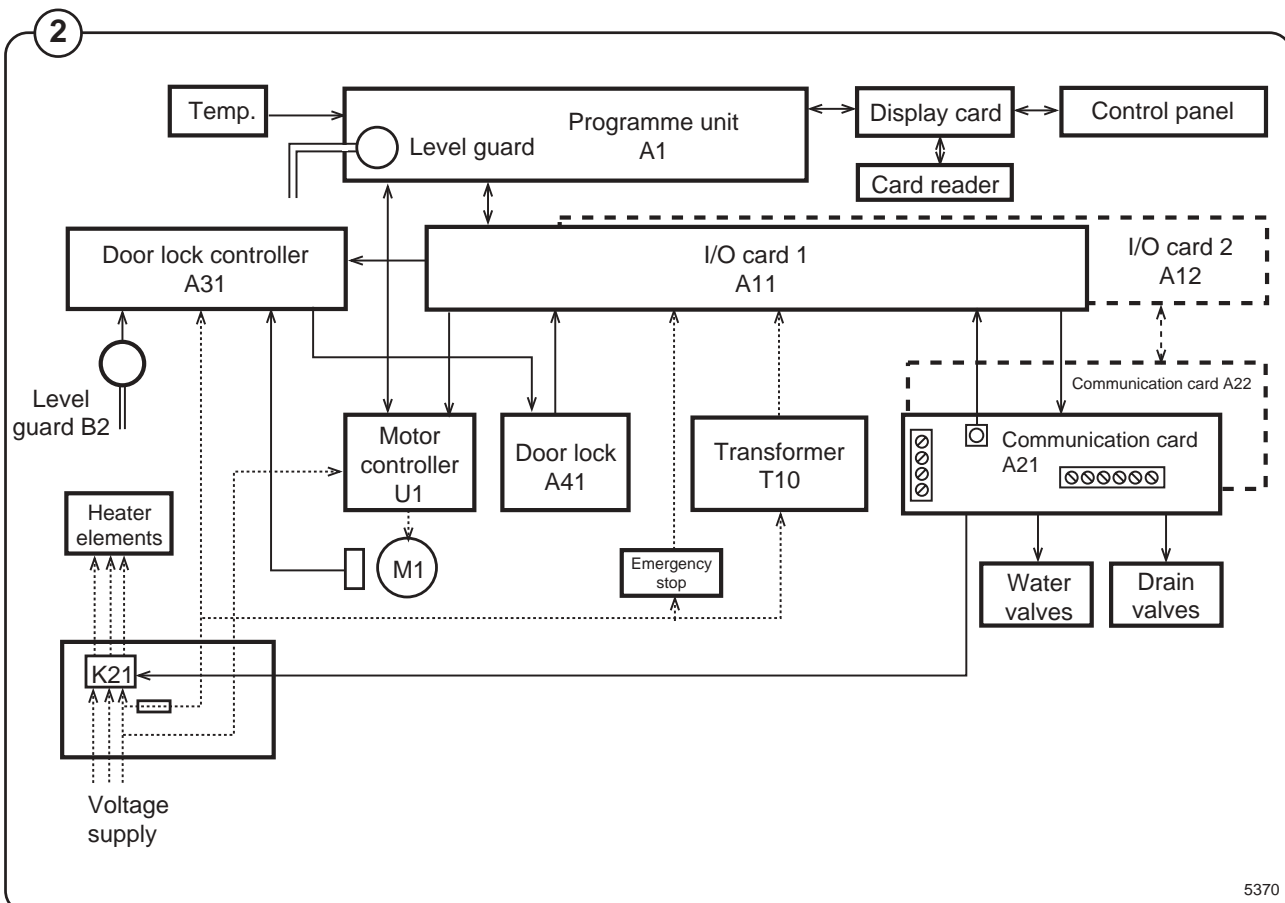 2
Temp.
Programme unit
A1
Level guard
Display card
Control panel
Card reader
Door lock controller
A31
I/O card 1
A11
I/O card 2
A12
Level
guard B2
Communication card A22
Motor
controller
U1
Door lock
A41
Transformer
T10
Communication card
A21
Heater
elements
M1
Emergency
stop
Water
valves
Drain
valves
K21
Voltage
supply
5370